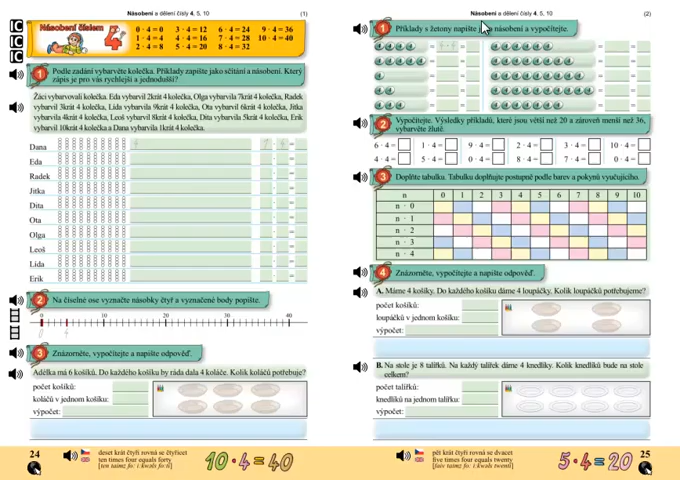 Násobení a dělení čísly 4, 5, 10
(1)
Násobení číslem 4
0 · 4 = 0 3 · 4 = 12 6 · 4 = 24 9 · 4 = 36
1 · 4 = 4 4 · 4 = 16 7 · 4 = 28 10 · 4 = 40
2 · 4 = 8 5 · 4 = 20 8 · 4 = 32
1 Podle zadání vybarvěte kolečka. Příklady zapište jako sčítání a násobení. Který
zápis je pro vás rychlejší a jednodušší?
Žáci vybarvovali kolečka. Eda vybarvil 2krát 4 kolečka, Olga vybarvila 7krát 4 kolečka, Radek
vybarvil 3krát 4 kolečka, Lída vybarvila 9krát 4 kolečka, Ota vybarvil 6krát 4 kolečka, Jitka
vybarvila 4krát 4 kolečka, Leoš vybarvil 8krát 4 kolečka, Dita vybarvila 5krát 4 kolečka, Erik
vybarvil 10krát 4 kolečka a Dana vybarvila 1krát 4 kolečka.
Dana
Eda
Radek
Jitka
Dita
Ota
Olga
Leoš
Lída
Erik
2 Na číselné ose vyznačte násobky čtyř a vyznačené body popište.
0 10 20 30 40
0 4
3 Znázorněte, vypočítejte a napište odpověď.
Adélka má 6 košíků. Do každého košíku by ráda dala 4 koláče. Kolik koláčů potřebuje?
počet košíků:
koláčů v jednom košíku:
výpočet:
24
deset krát čtyři rovná se čtyřicet
ten times four equals forty
10 · 4 = 40
Násobení a dělení čísly 4, 5, 10
(2)
1 Příklady s žetony napište a násobení a vypočítejte.
2 Vypočítejte. Výsledky příkladů, které jsou větší než 20 a zároveň menší než 36,
vybarvěte žlutě.
6 · 4 = 1 · 4 = 9 · 4 = 2 · 4 = 3 · 4 = 10 · 4 =
4 · 4 = 5 · 4 = 0 · 4 = 8 · 4 = 7 · 4 = 0 · 4 =
3 Doplňte tabulku. Tabulku doplňujte postupně podle barev a pokynů vyučujícího.
n 0 1 2 3 4 5 6 7 8 9 10
n · 0
n · 1
n · 2
n · 3
n · 4
4 Znázorněte, vypočítejte a napište odpověď.
A. Máme 4 košíky. Do každého košíku dáme 4 loupáčky. Kolik loupáčků potřebujeme?
počet košíků:
loupáčků v jednom košíku:
výpočet:
B. Na stole je 8 talířků. Na každý talířek dáme 4 knedlíky. Kolik knedlíků bude na stole
celkem?
počet talířků:
knedlíků na jednom talířku:
výpočet:
pět krát čtyři rovná se dvacet
five times four equals twenty
5 · 4 = 20
25